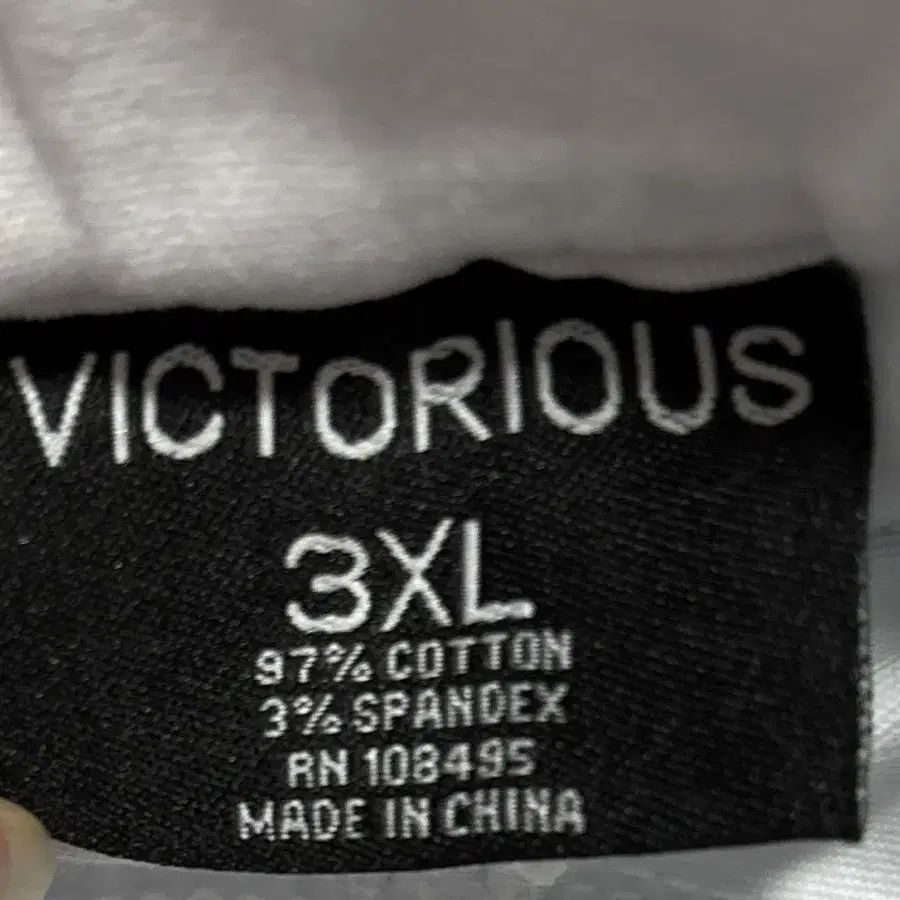 VICTORIOUS
3XL
97% COTTON
3% SPANDEX
RN 108495
MADE IN CHINA